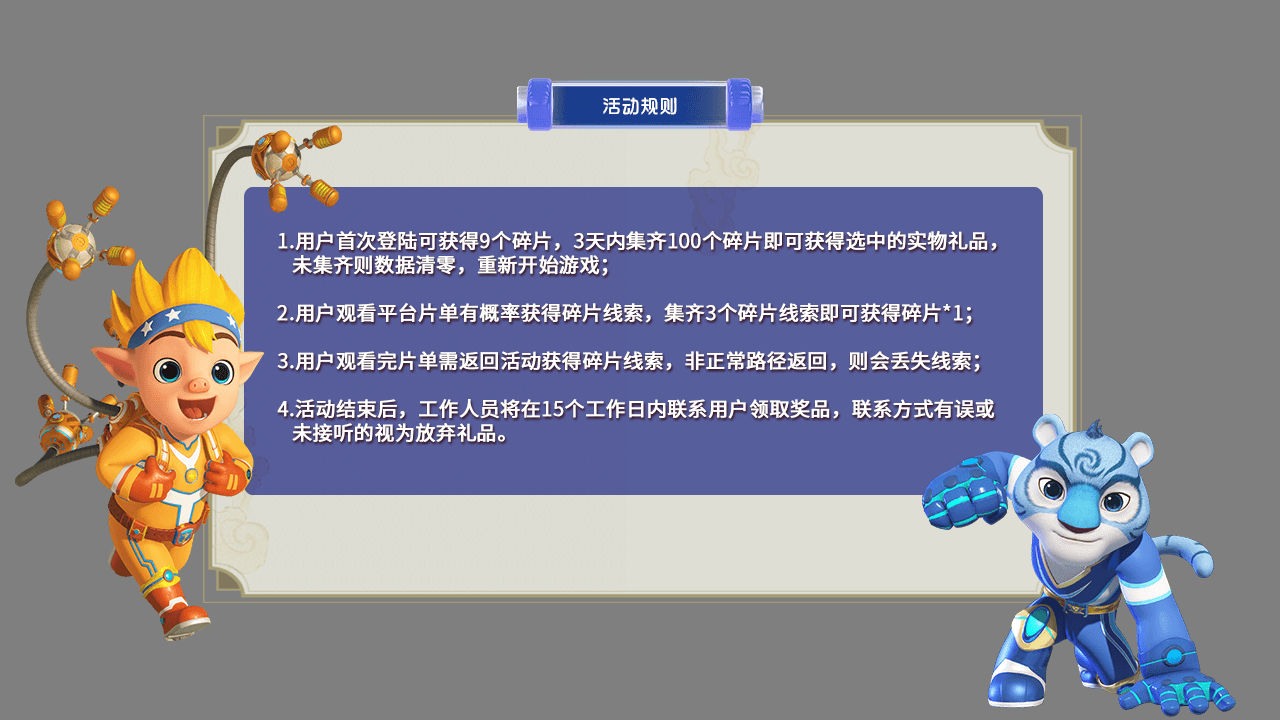 活动规则
1.用户首次登陆可获得9个碎片，3天内集齐100个碎片即可获得选中的实物礼品，
未集齐则数据清零，重新开始游戏；
2.用户观看平台片单有概率获得碎片线索，集齐3个碎片线索即可获得碎片*1；
3.用户观看完片单需返回活动获得碎片线索，非正常路径返回，则会丢失线索；
4.活动结束后，工作人员将在15个工作日内联系用户领取奖品，联系方式有误或
未接听的视为放弃礼品。